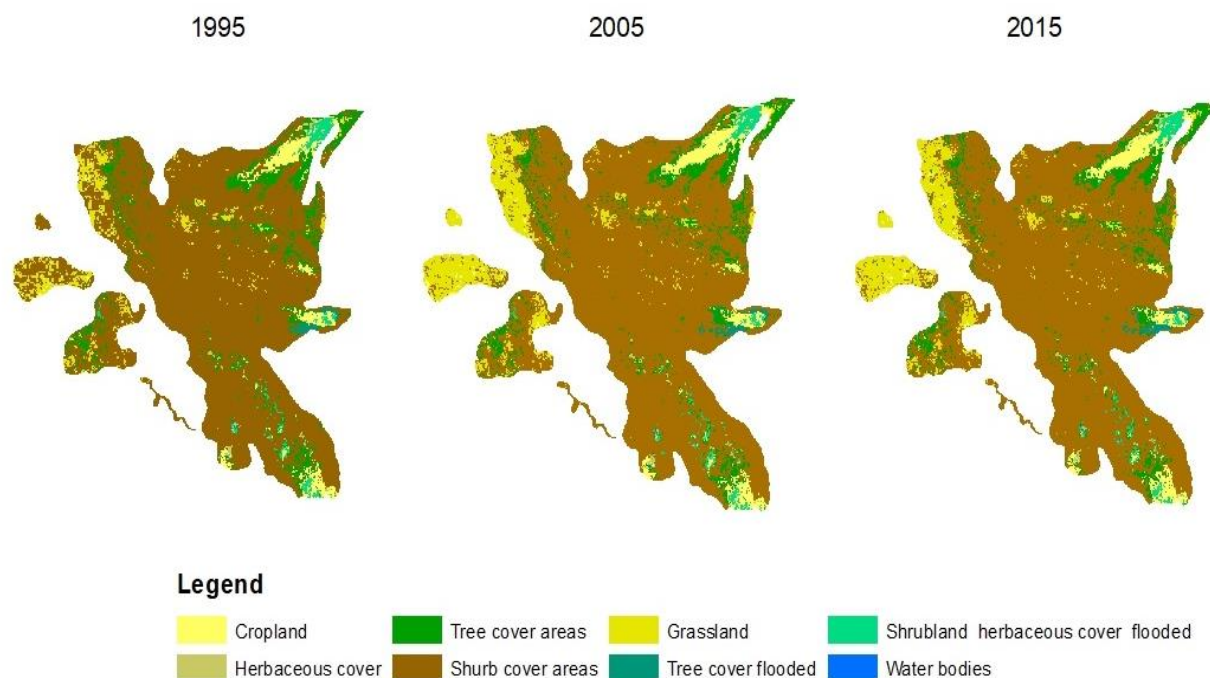 1995 2005 2015
Legend
Cropland Tree cover areas Grassland Shrubland herbaceous cover flooded
Herbaceous cover Shurb cover areas Tree cover flooded Water bodies